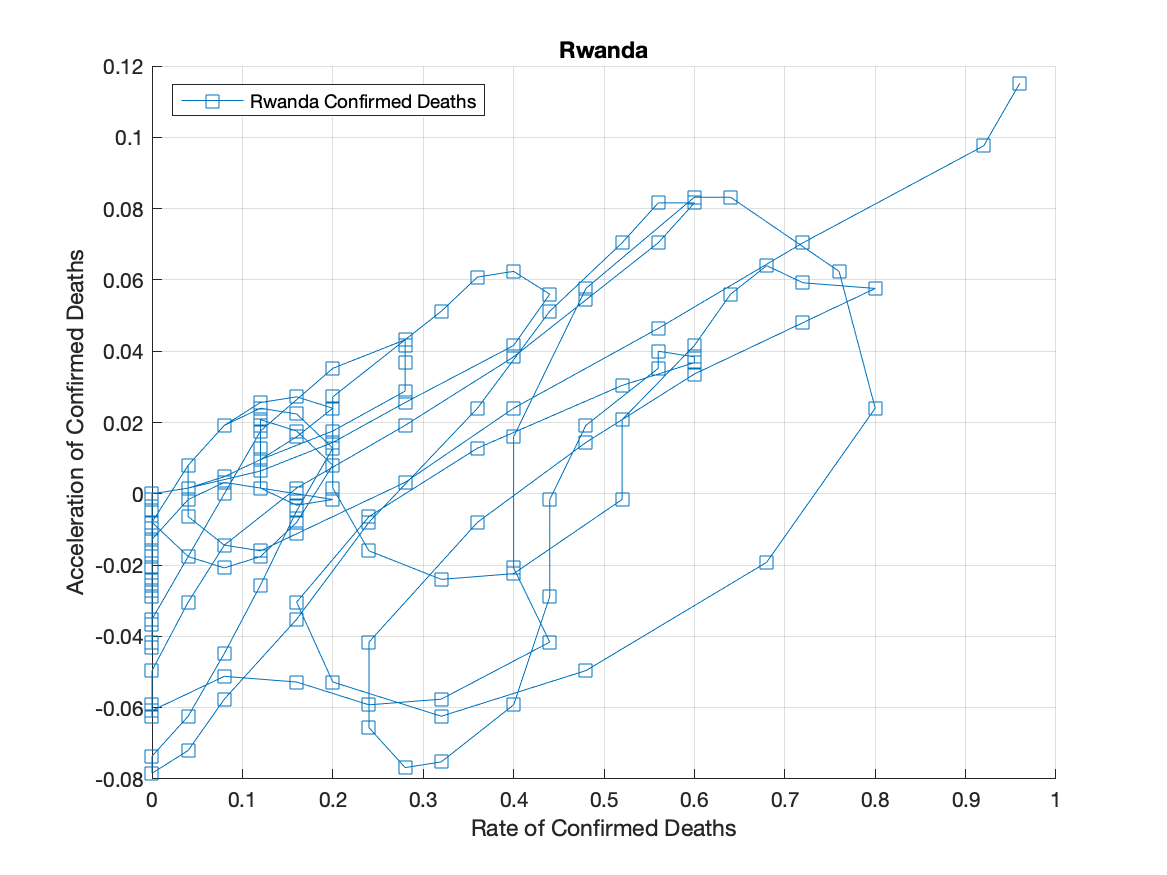 Rwanda
Rwanda Confirmed Deaths
0.12
0.1
0.08
0.06
0.04
0.02
0
-0.02
-0.04
-0.06
-0.08
Acceleration of Confirmed Deaths
0 0.1 0.2 0.3 0.4 0.5 0.6 0.7 0.8 0.9 1
Rate of Confirmed Deaths